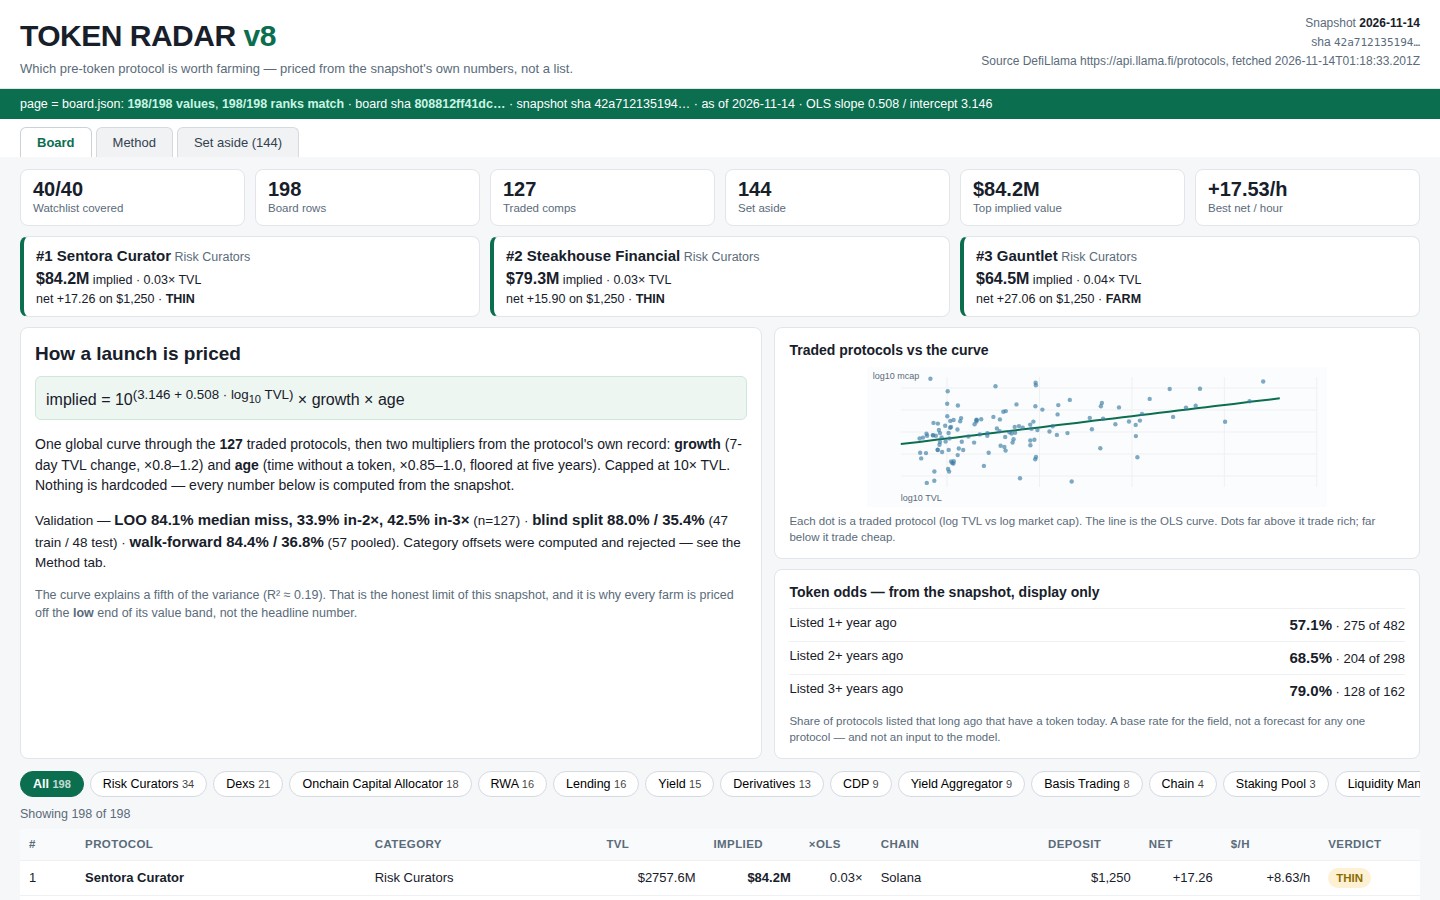 TOKEN RADAR v8
Which pre-token protocol is worth farming — priced from the snapshot's own numbers, not a list.
Snapshot 2026-11-14
sha 42a712135194…
Source DefiLlama https://api.llama.fi/protocols, fetched 2026-11-14T01:18:33.201Z
page = board.json: 198/198 values, 198/198 ranks match · board sha 808812ff41dc… · snapshot sha 42a712135194… · as of 2026-11-14 · OLS slope 0.508 / intercept 3.146
Board
Method
Set aside (144)
40/40
Watchlist covered
198
Board rows
127
Traded comps
144
Set aside
$84.2M
Top implied value
+17.53/h
Best net / hour
#1 Sentora Curator Risk Curators
$84.2M implied · 0.03× TVL
net +17.26 on $1,250 · THIN
#2 Steakhouse Financial Risk Curators
$79.3M implied · 0.03× TVL
net +15.90 on $1,250 · THIN
#3 Gauntlet Risk Curators
$64.5M implied · 0.04× TVL
net +27.06 on $1,250 · FARM
How a launch is priced
implied = 10(3.146 + 0.508 · log10 TVL) × growth × age
One global curve through the 127 traded protocols, then two multipliers from the protocol's own record: growth (7-
day TVL change, ×0.8–1.2) and age (time without a token, ×0.85–1.0, floored at five years). Capped at 10× TVL.
Nothing is hardcoded — every number below is computed from the snapshot.
Validation — LOO 84.1% median miss, 33.9% in-2×, 42.5% in-3× (n=127) · blind split 88.0% / 35.4% (47
train / 48 test) · walk-forward 84.4% / 36.8% (57 pooled). Category offsets were computed and rejected — see the
Method tab.
The curve explains a fifth of the variance (R² ≈ 0.19). That is the honest limit of this snapshot, and it is why every farm is priced
off the low end of its value band, not the headline number.
Traded protocols vs the curve
log10 mcap
log10 TVL
Each dot is a traded protocol (log TVL vs log market cap). The line is the OLS curve. Dots far above it trade rich; far
below it trade cheap.
Token odds — from the snapshot, display only
Listed 1+ year ago 57.1% · 275 of 482
Listed 2+ years ago 68.5% · 204 of 298
Listed 3+ years ago 79.0% · 128 of 162
Share of protocols listed that long ago that have a token today. A base rate for the field, not a forecast for any one
protocol — and not an input to the model.
All 198
Risk Curators 34
Dexs 21
Onchain Capital Allocator 18
RWA 16
Lending 16
Yield 15
Derivatives 13
CDP 9
Yield Aggregator 9
Basis Trading 8
Chain 4
Staking Pool 3
Liquidity Man
Showing 198 of 198
# PROTOCOL CATEGORY TVL IMPLIED ×OLS CHAIN DEPOSIT NET $/H VERDICT
1 Sentora Curator Risk Curators $2757.6M $84.2M 0.03× Solana $1,250 +17.26 +8.63/h THIN